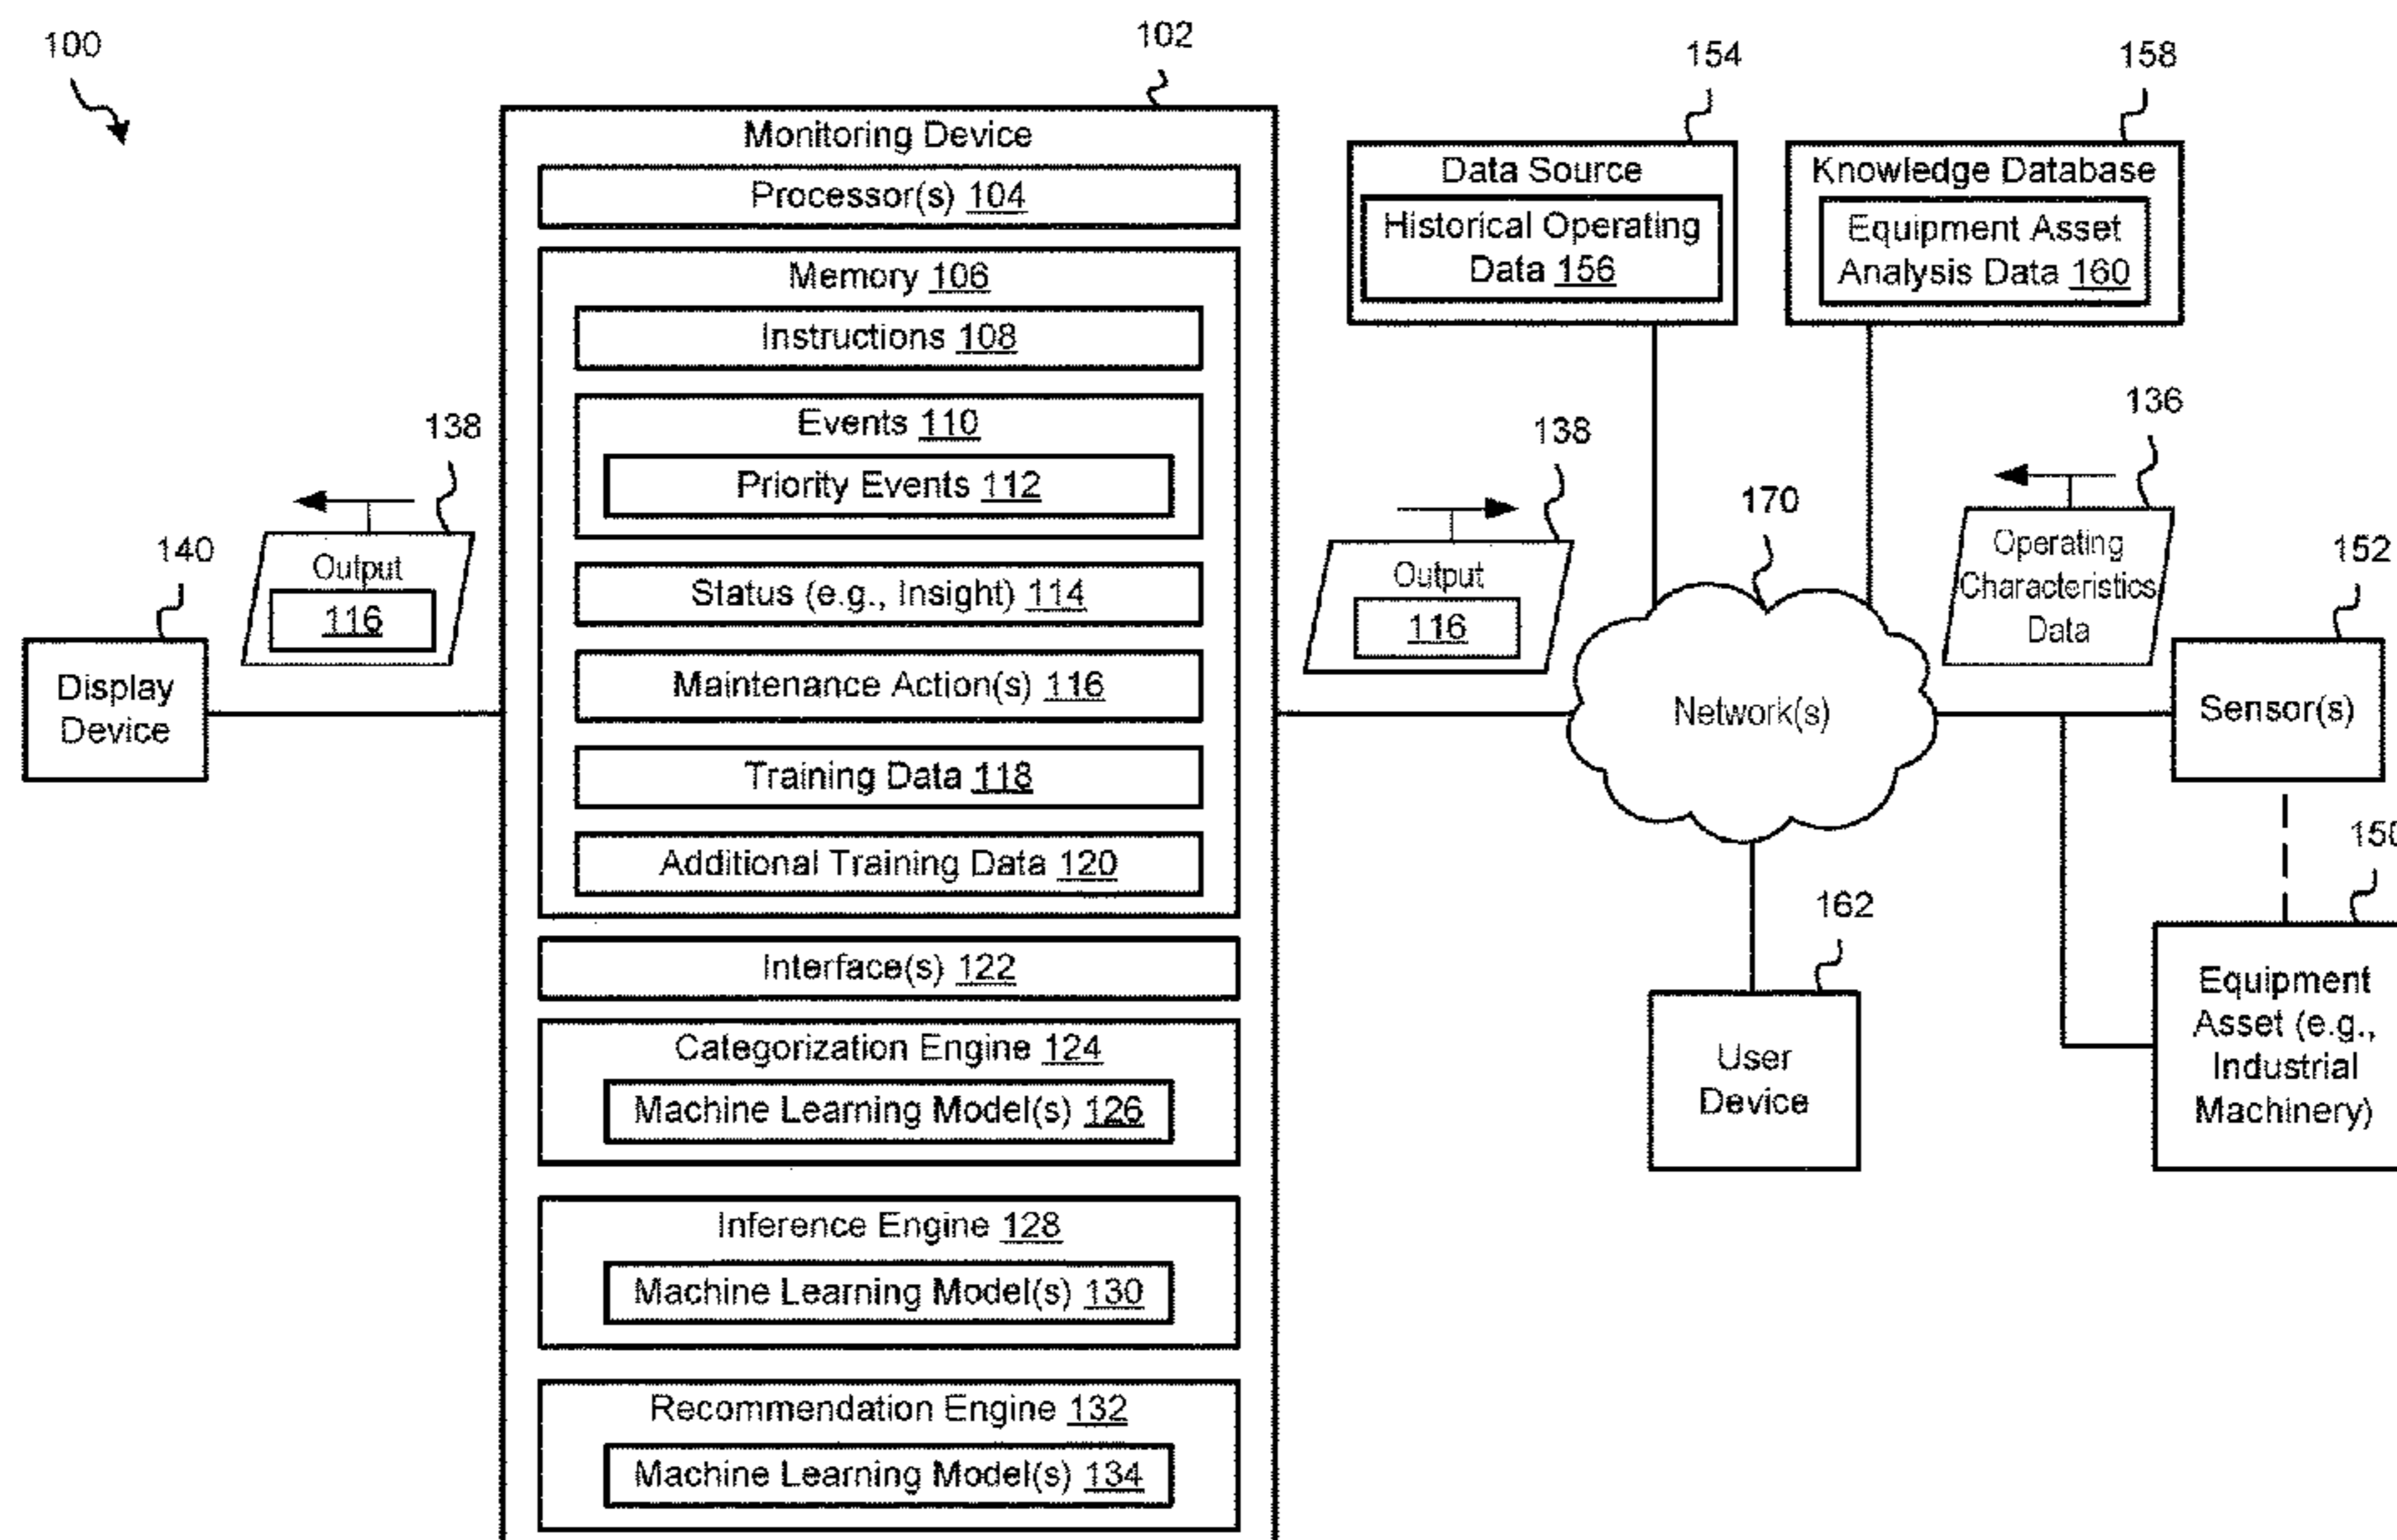 100
102
154
158
Monitoring Device
Processor(s) 104
Memory 106
Instructions 108
Events 110
Priority Events 112
Status (e.g., Insight) 114
Maintenance Action(s) 116
Training Data 118
Additional Training Data 120
Interface(s) 122
Categorization Engine 124
Machine Learning Model(s) 126
Inference Engine 128
Machine Learning Model(s) 130
Recommendation Engine 132
Machine Learning Model(s) 134
138
Output
116
140
Display
Device
Data Source
Historical Operating
Data 156
Knowledge Database
Equipment Asset
Analysis Data 160
138
Output
116
170
Network(s)
136
Operating
Characteristics
Data
152
Sensor(s)
150
Equipment
Asset (e.g.,
Industrial
Machinery)
162
User
Device